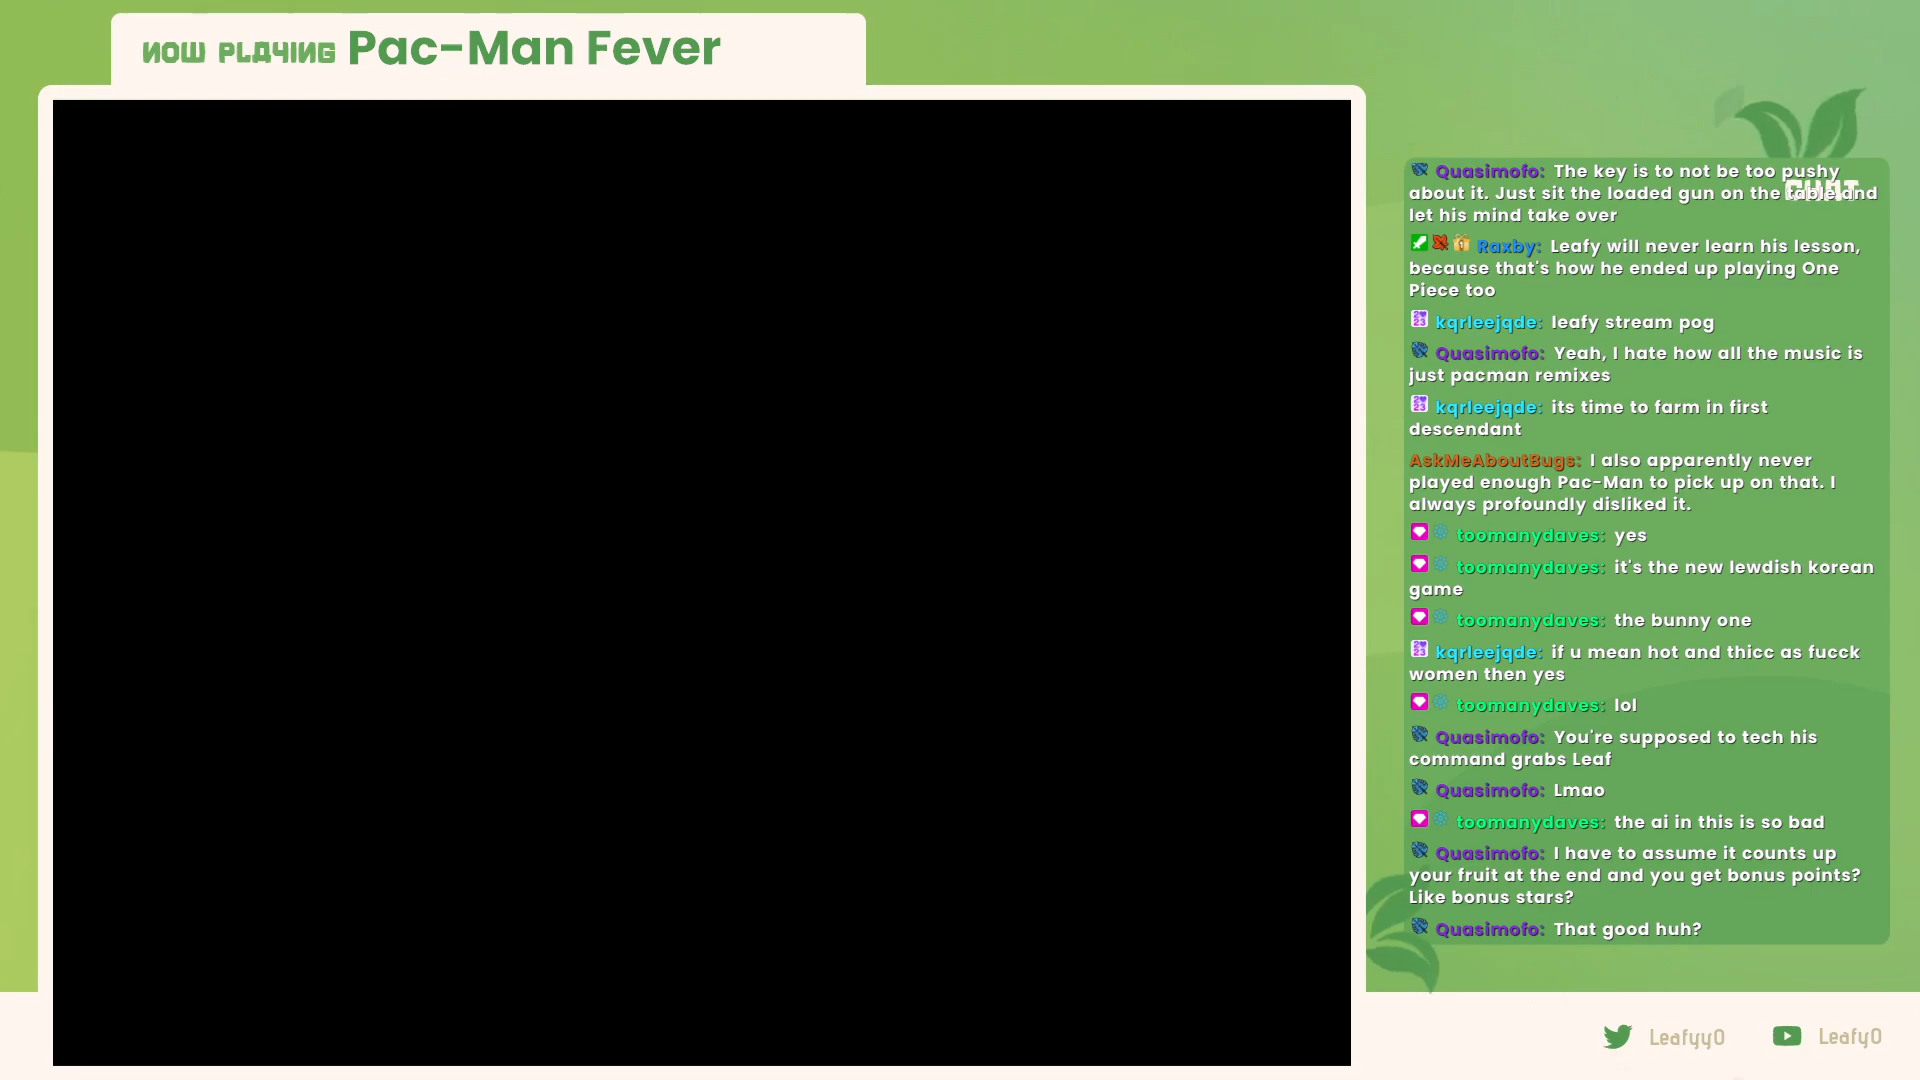 NOW PLAYING Pac-Man Fever
CHAT
Quasimofo: The key is to not be too pushy
about it. Just sit the loaded gun on the table and
let his mind take over
Raxby: Leafy will never learn his lesson,
because that's how he ended up playing One
Piece too
kqrleejqde: leafy stream pog
Quasimofo: Yeah, I hate how all the music is
just pacman remixes
kqrleejqde: its time to farm in first
descendant
AskMeAboutBugs: I also apparently never
played enough Pac-Man to pick up on that. I
always profoundly disliked it.
toomanydaves: yes
toomanydaves: it's the new lewdish korean
game
toomanydaves: the bunny one
kqrleejqde: if u mean hot and thicc as fucck
women then yes
toomanydaves: lol
Quasimofo: You're supposed to tech his
command grabs Leaf
Quasimofo: Lmao
toomanydaves: the ai in this is so bad
Quasimofo: I have to assume it counts up
your fruit at the end and you get bonus points?
Like bonus stars?
Quasimofo: That good huh?
Leafyy0
Leafy0